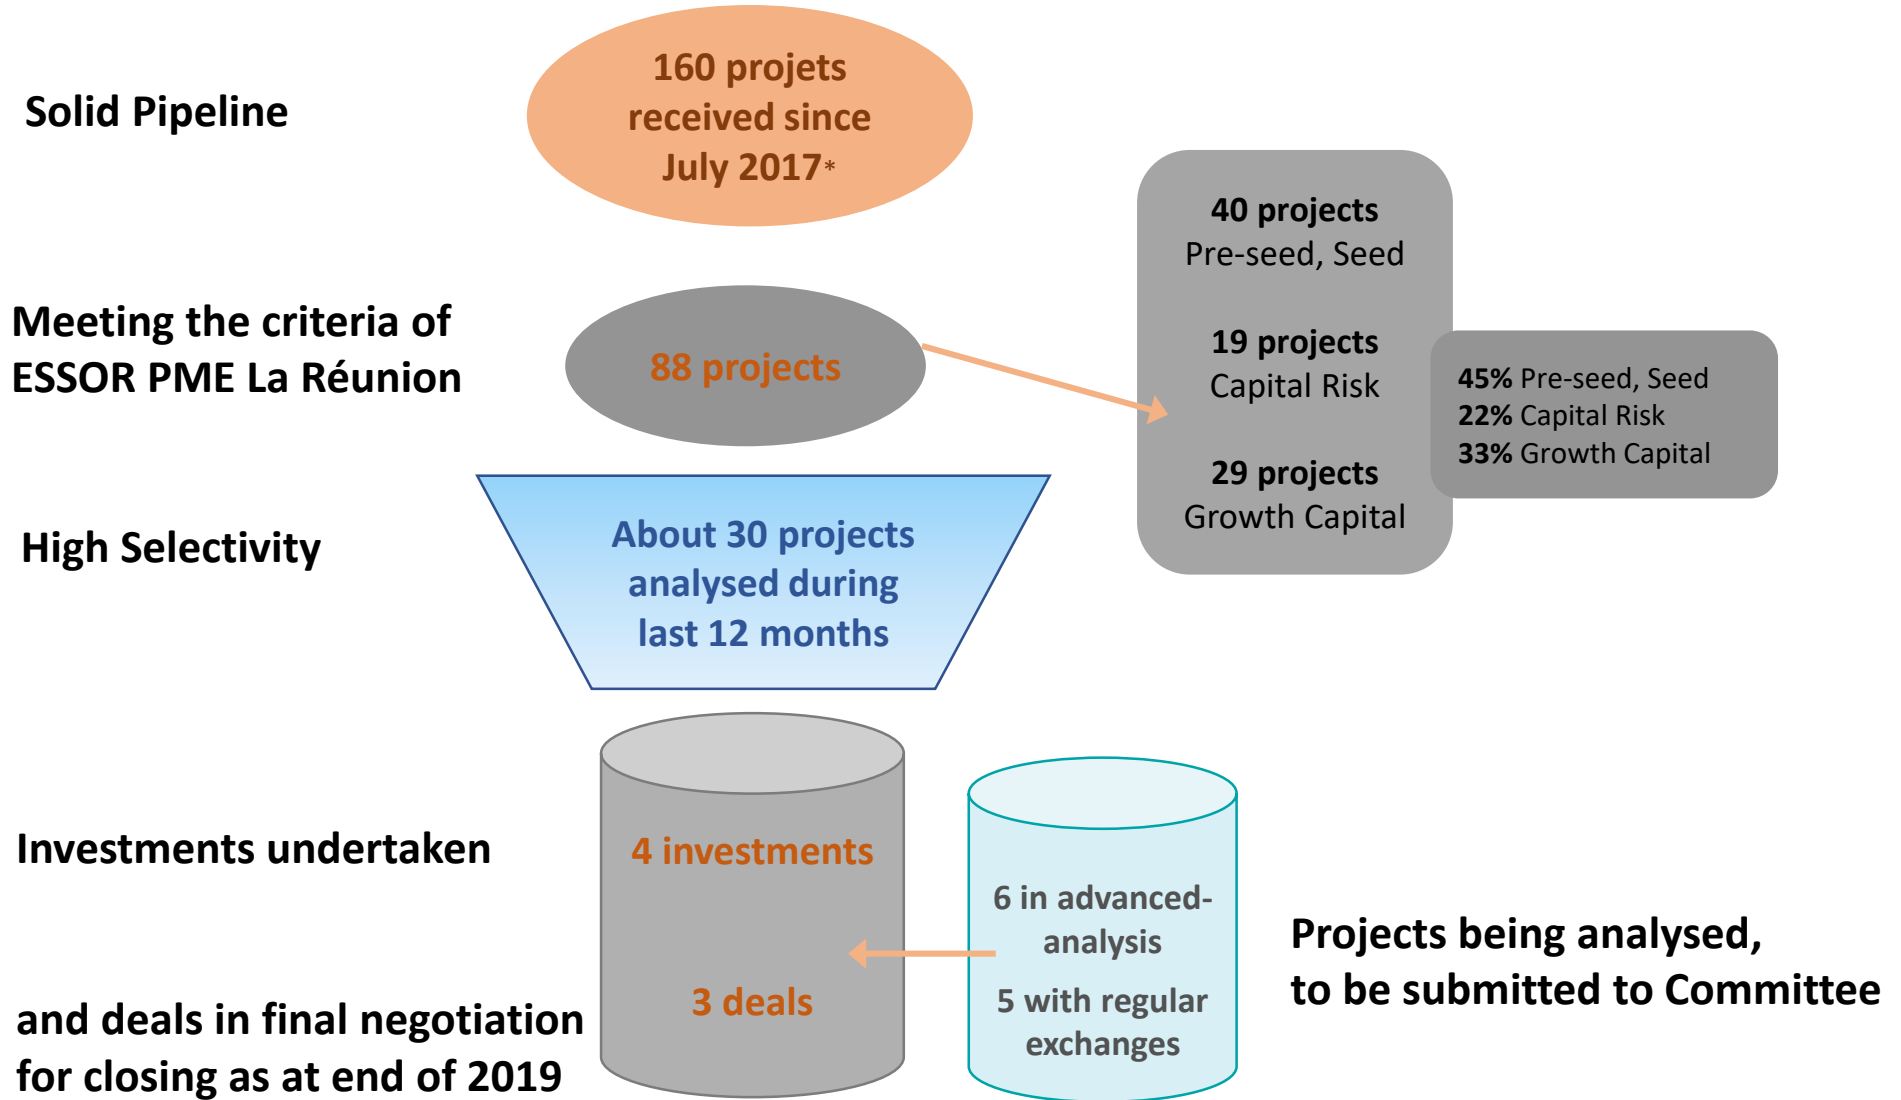 Solid Pipeline
160 projets
received since
July 2017*
Meeting the criteria of
ESSOR PME La Réunion
88 projects
40 projects
Pre-seed, Seed
19 projects
Capital Risk
29 projects
Growth Capital
45% Pre-seed, Seed
22% Capital Risk
33% Growth Capital
High Selectivity
About 30 projects
analysed during
last 12 months
Investments undertaken
4 investments
and deals in final negotiation
for closing as at end of 2019
3 deals
6 in advanced-
analysis
5 with regular
exchanges
Projects being analysed,
to be submitted to Committee